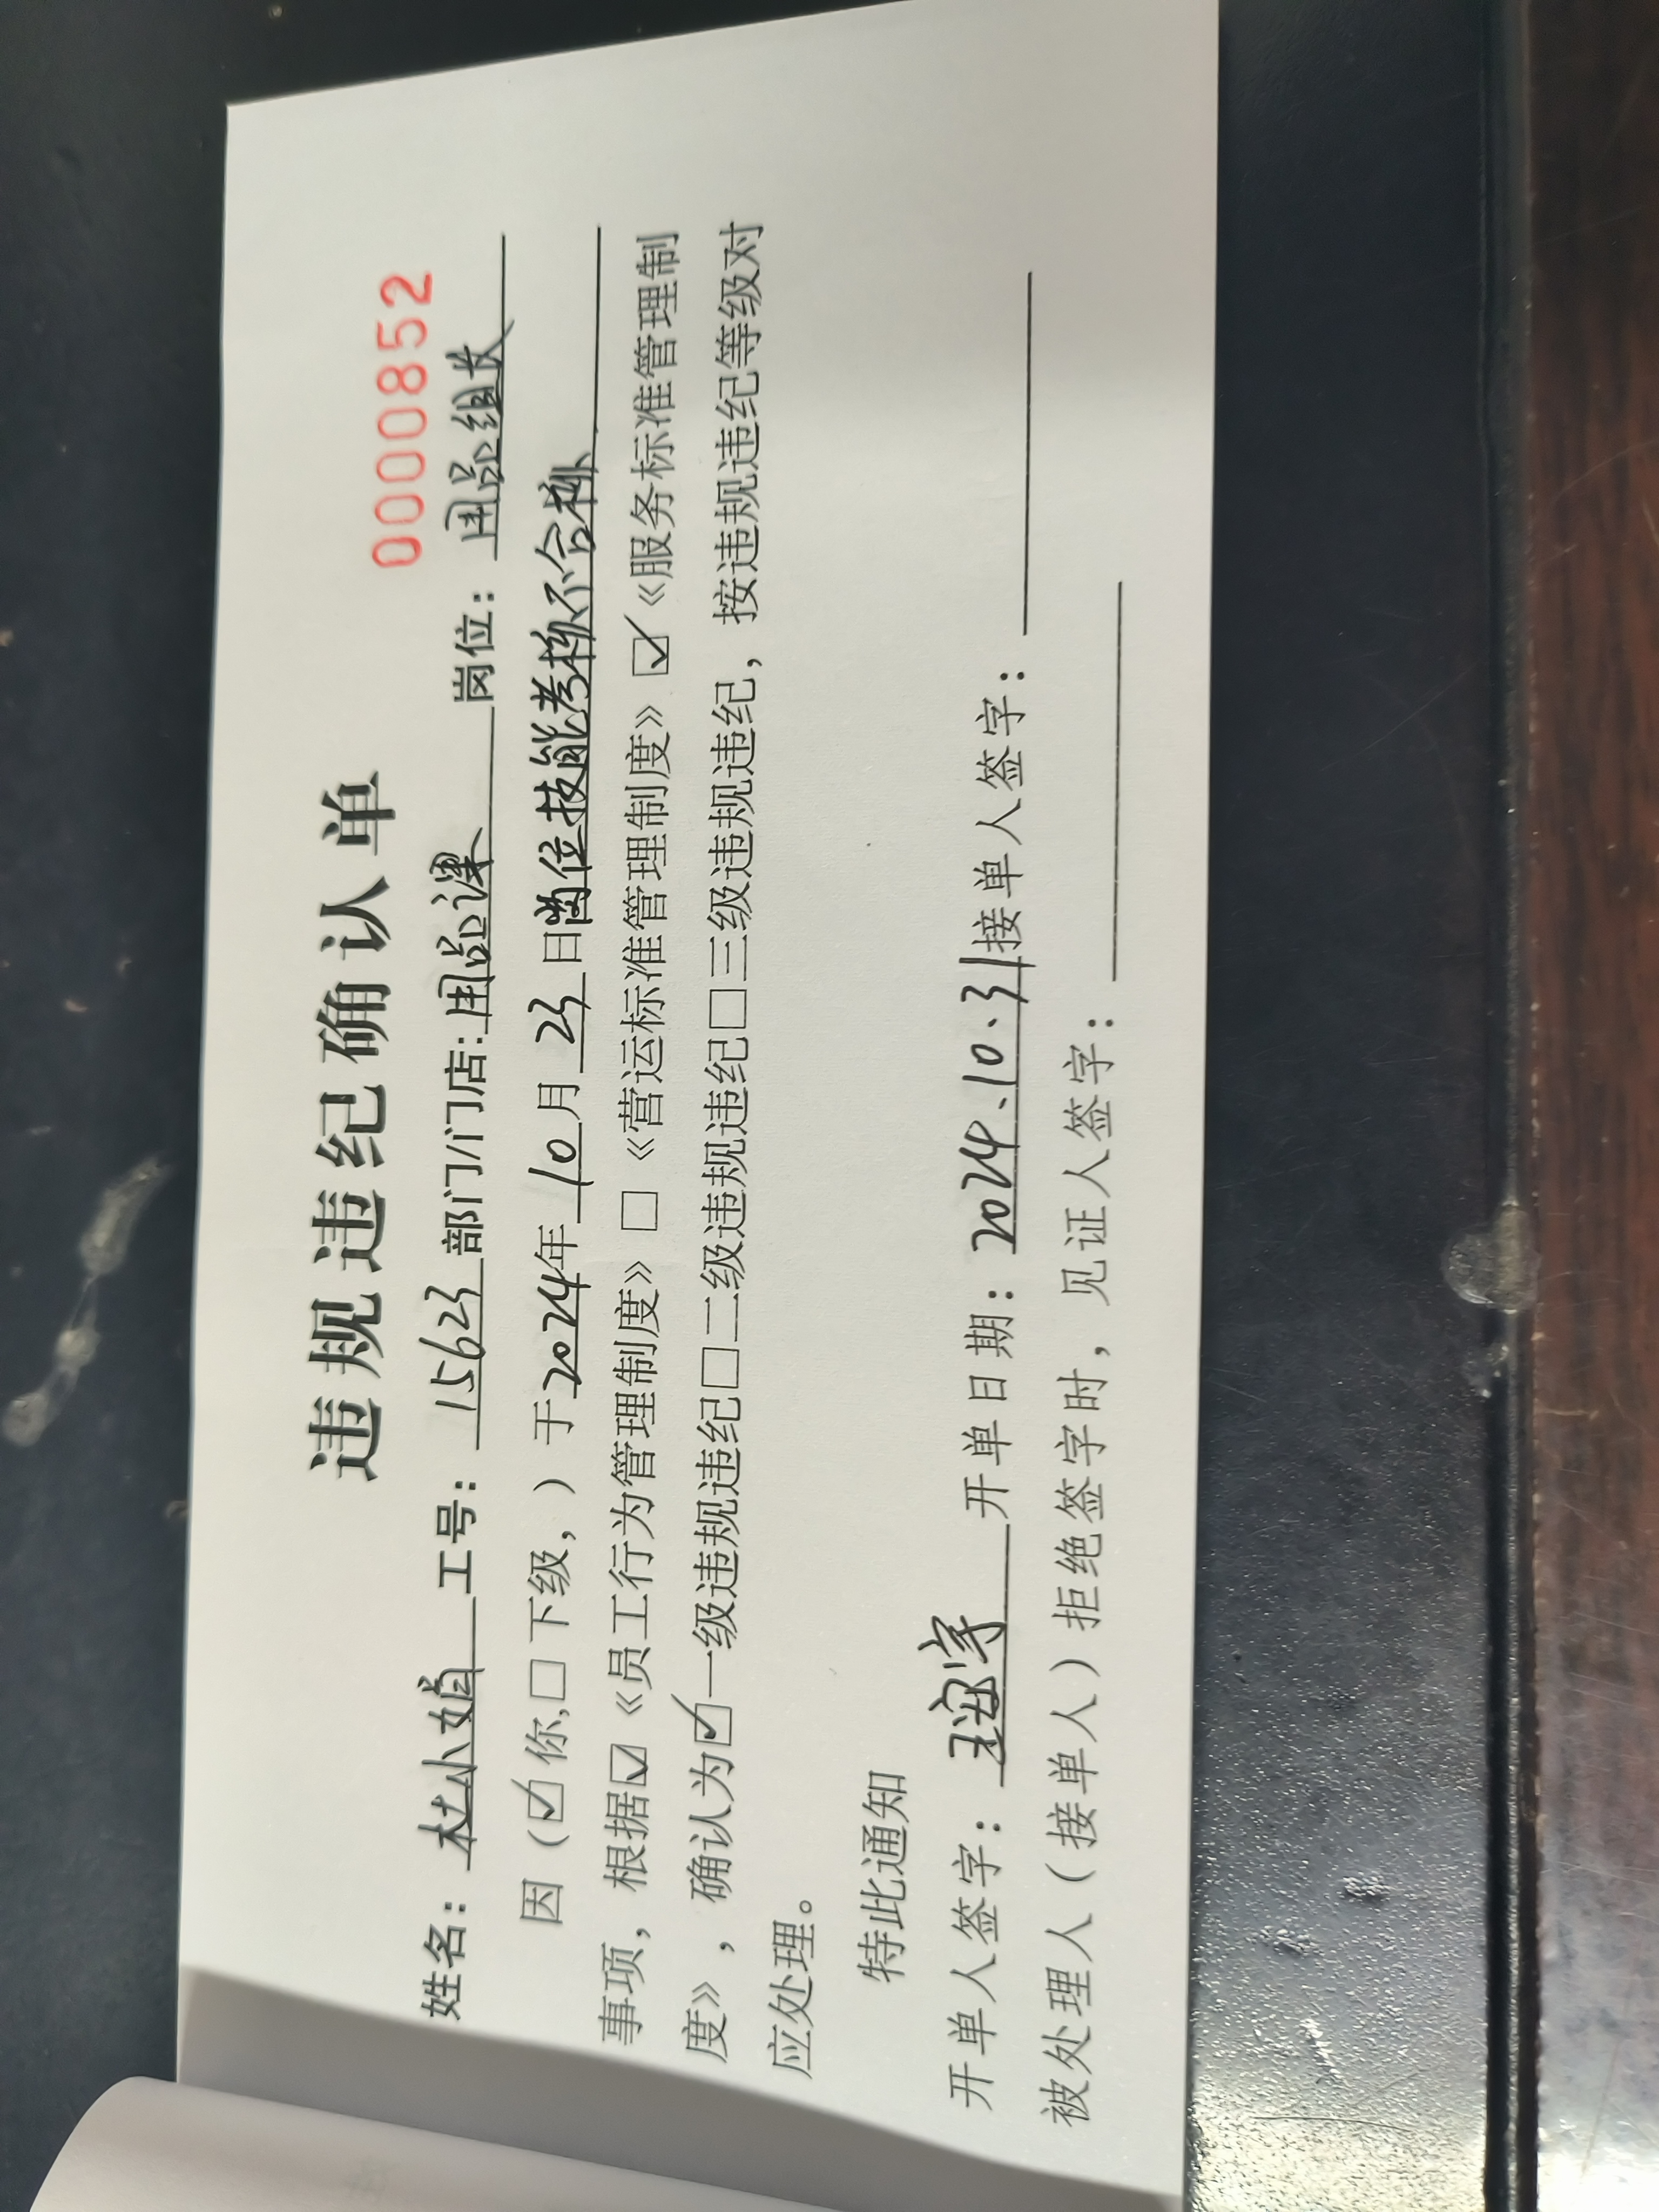 违规违纪确认单
0000852
姓名：杜小娟 工号：15623 部门/门店：用品课 岗位：用品组长
因（☑你,□下级,）于2024年10月23日岗位技能考核不合格
事项，根据☑《员工行为管理制度》□《营运标准管理制度》☑《服务标准管理制
度》，确认为☑一级违规违纪□二级违规违纪□三级违规违纪，按违规违纪等级对
应处理。
特此通知
开单人签字： 开单日期：2024.10.31 接单人签字：
被处理人（接单人）拒绝签字时，见证人签字：